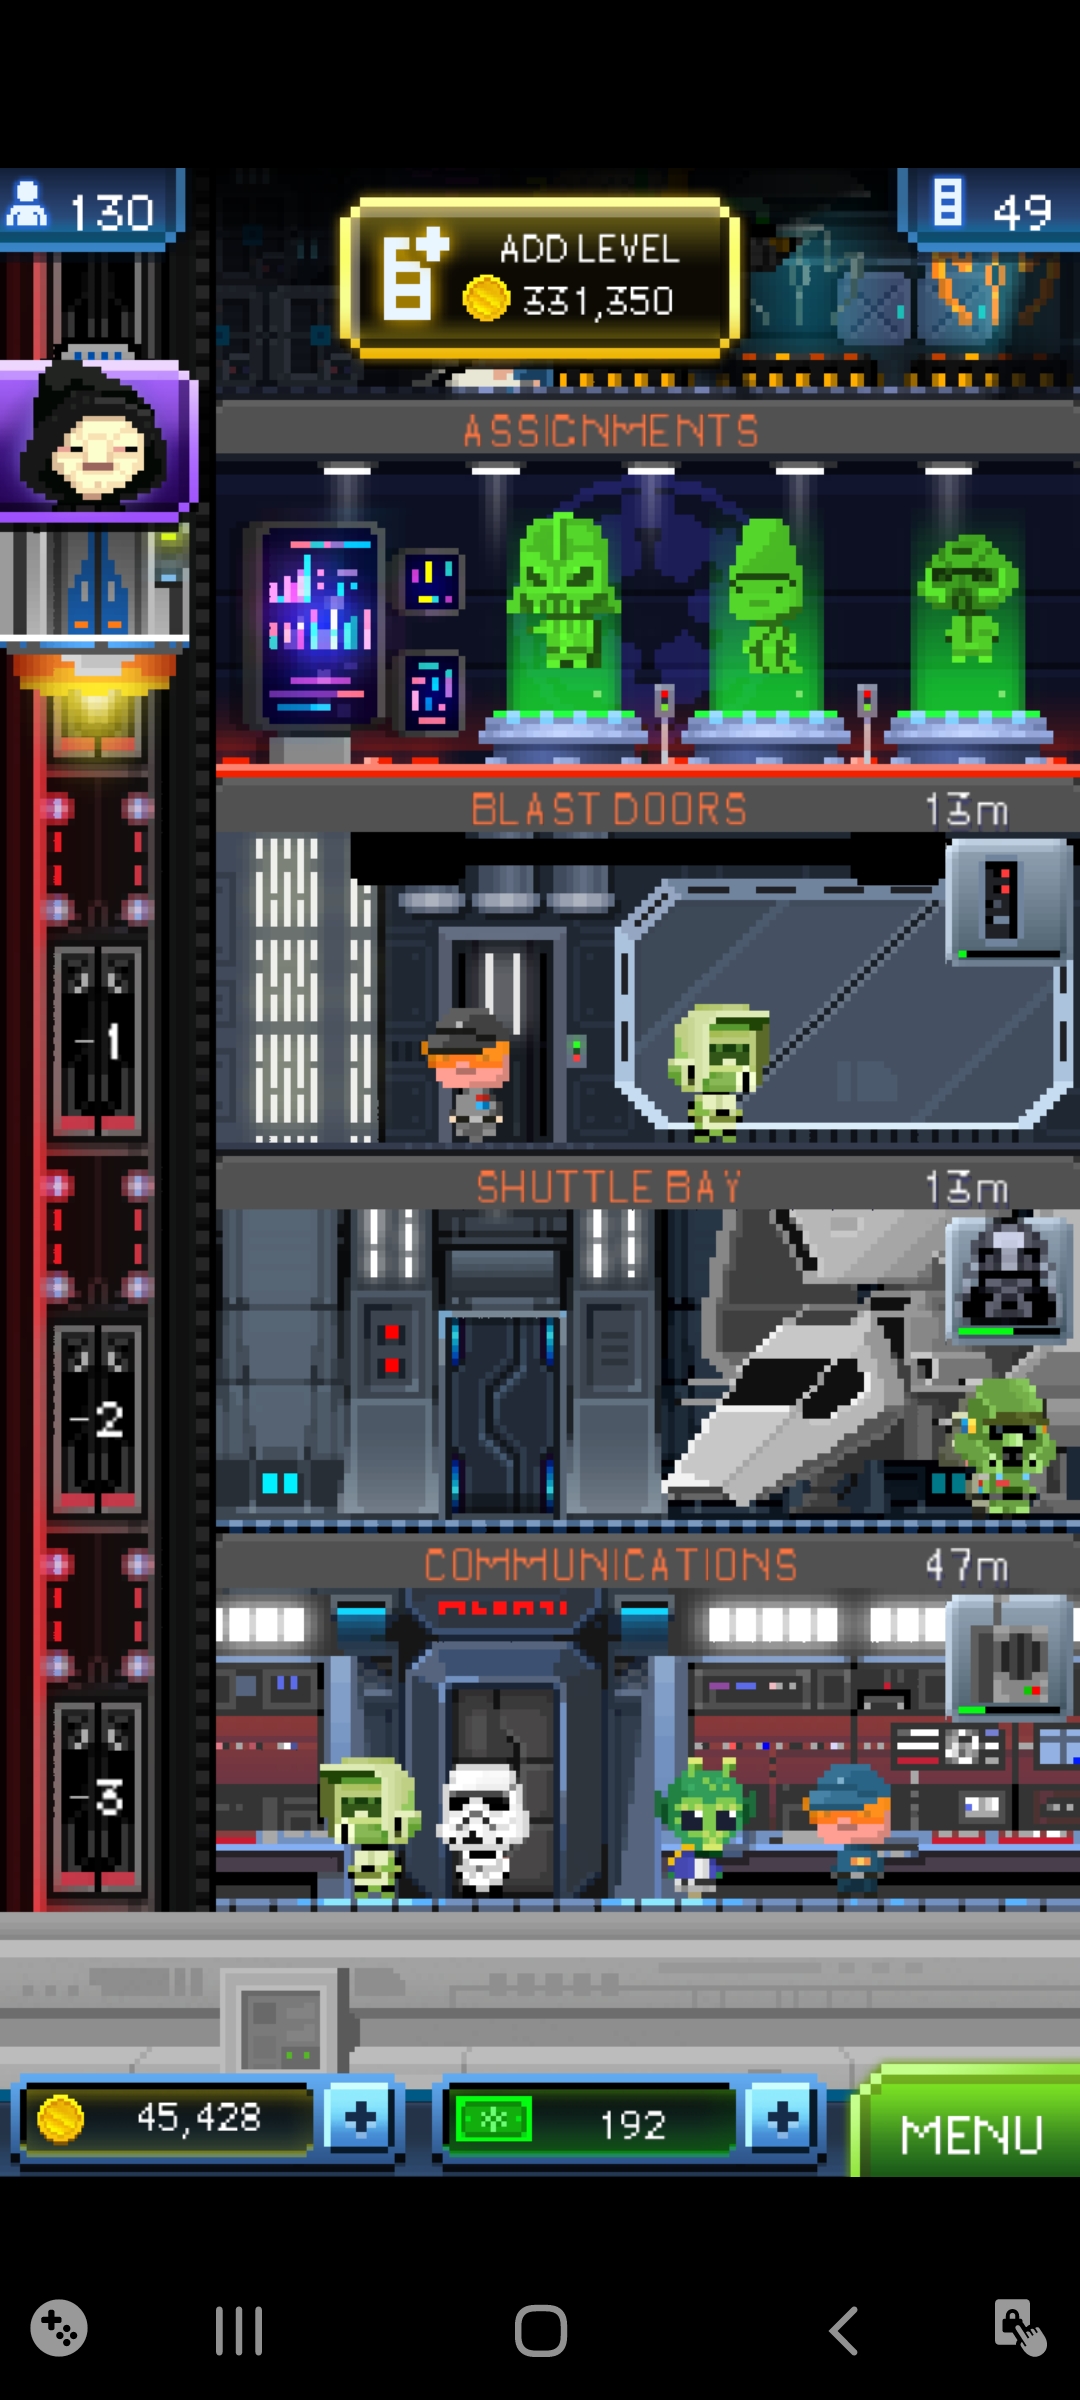 130
ADD LEVEL
331,350
49
ASSIGNMENTS
BLAST DOORS 13m
-1
SHUTTLE BAY 13m
-2
COMMUNICATIONS 47m
-3
45,428
192
MENU